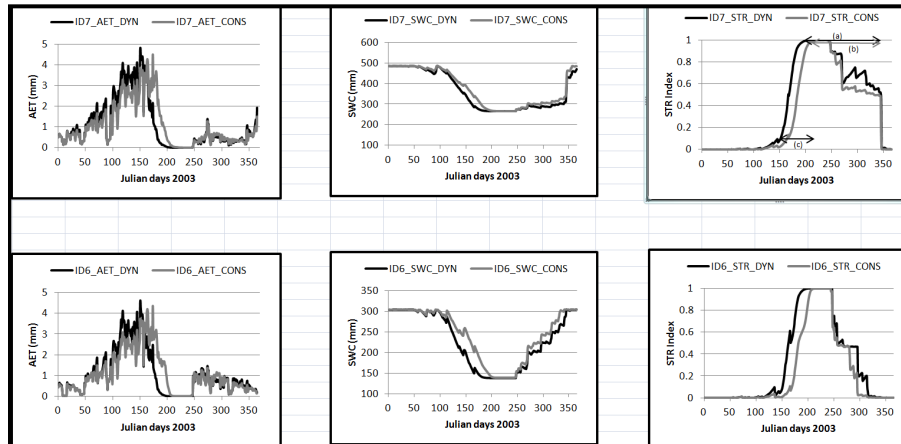 ID7_AET_DYN ID7_AET_CONS
5
4
3
2
1
0
AET (mm)
0 50 100 150 200 250 300 350
Julian days 2003
ID7_SWC_DYN ID7_SWC_CONS
600
500
400
300
200
100
SWC (mm)
0 50 100 150 200 250 300 350
Julian days 2003
ID7_STR_DYN ID7_STR_CONS
1
0.8
0.6
0.4
0.2
0
STR Index
(a)
(b)
(c)
0 50 100 150 200 250 300 350
Julian days 2003
ID6_AET_DYN ID6_AET_CONS
5
4
3
2
1
0
AET (mm)
0 50 100 150 200 250 300 350
Julian days 2003
ID6_SWC_DYN ID6_SWC_CONS
350
300
250
200
150
100
SWC (mm)
0 50 100 150 200 250 300 350
Julian days 2003
ID6_STR_DYN ID6_STR_CONS
1
0.8
0.6
0.4
0.2
0
STR Index
0 50 100 150 200 250 300 350
Julian days 2003